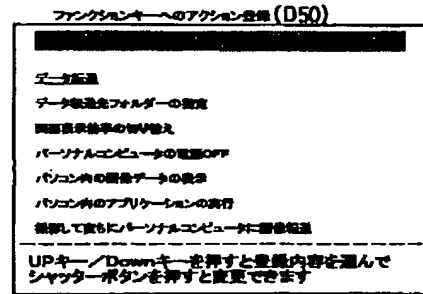 ファンクションキーへのアクション登録(D50)
データ転送
データ転送先フォルダーの設定
画面表示倍率の切り替え
パーソナルコンピュータの電源OFF
パソコン内の画像データの表示
パソコン内のアプリケーションの実行
撮影して直ちにパーソナルコンピュータに画像転送
UPキー/Downキーを押すと登録内容を選んで
シャッターボタンを押すと変更できます